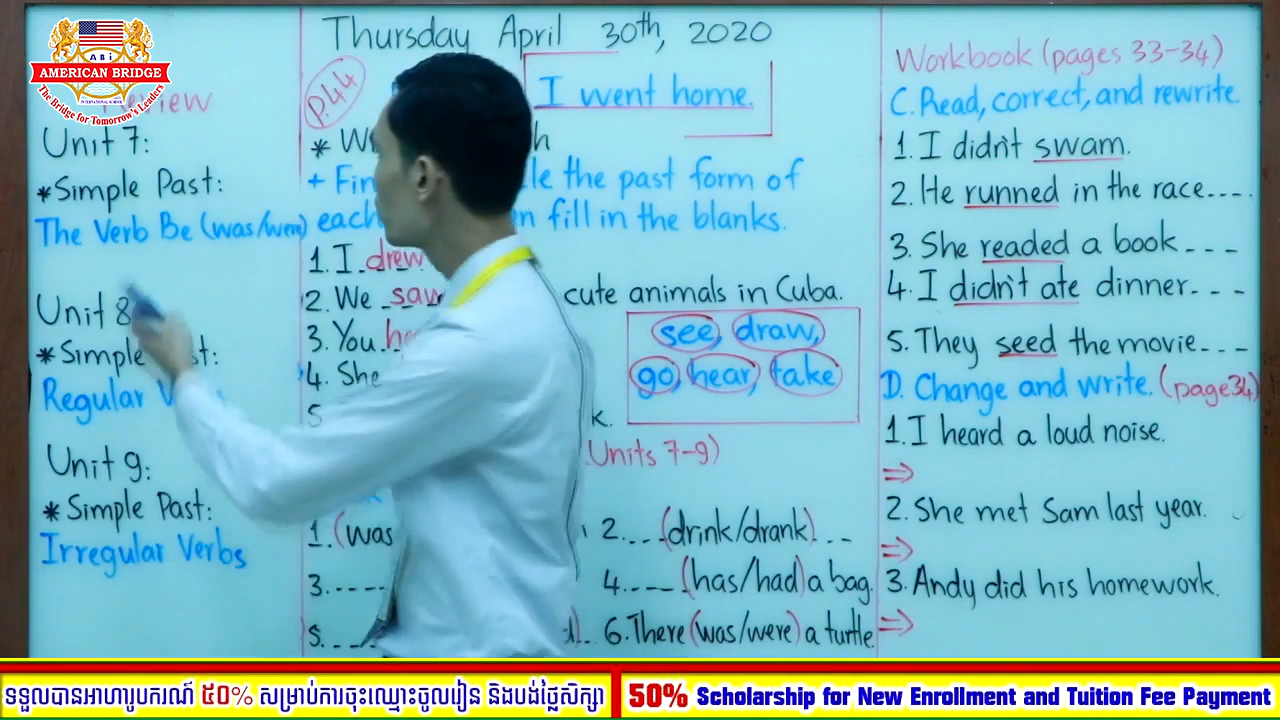 ABi
AMERICAN BRIDGE
INTERNATIONAL SCHOOL
The Bridge for Tomorrow's Leaders
Unit 7:
*Simple Past:
The Verb Be (was/were)
Unit 8
*Simple
Regular
Unit 9:
*Simple Past:
Irregular Verbs
Thursday April 30th, 2020
P.44
I went home.
the past form of
each
fill in the blanks.
1. I drew
2. We saw cute animals in Cuba.
3. You
4. She
5
k.
see, draw,
go, hear, take
Units 7-9)
1. (was
2.... (drink/drank)...
3.-----
4.---- (has/had) a bag.
5.
6. There (was/were) a turtle.
Workbook (pages 33-34)
C. Read, correct, and rewrite.
1. I didn't swam.
2. He runned in the race....
3. She readed a book---
4. I didn't ate dinner.---
5. They seed the movie---
D. Change and write. (page 34)
1. I heard a loud noise.
⇒
2. She met Sam last year.
⇒
3. Andy did his homework.
⇒
ទទួលបានអាហារូបករណ៍ ៥០% សម្រាប់ការចុះឈ្មោះចូលរៀន និងបង់ថ្លៃសិក្សា
50% Scholarship for New Enrollment and Tuition Fee Payment